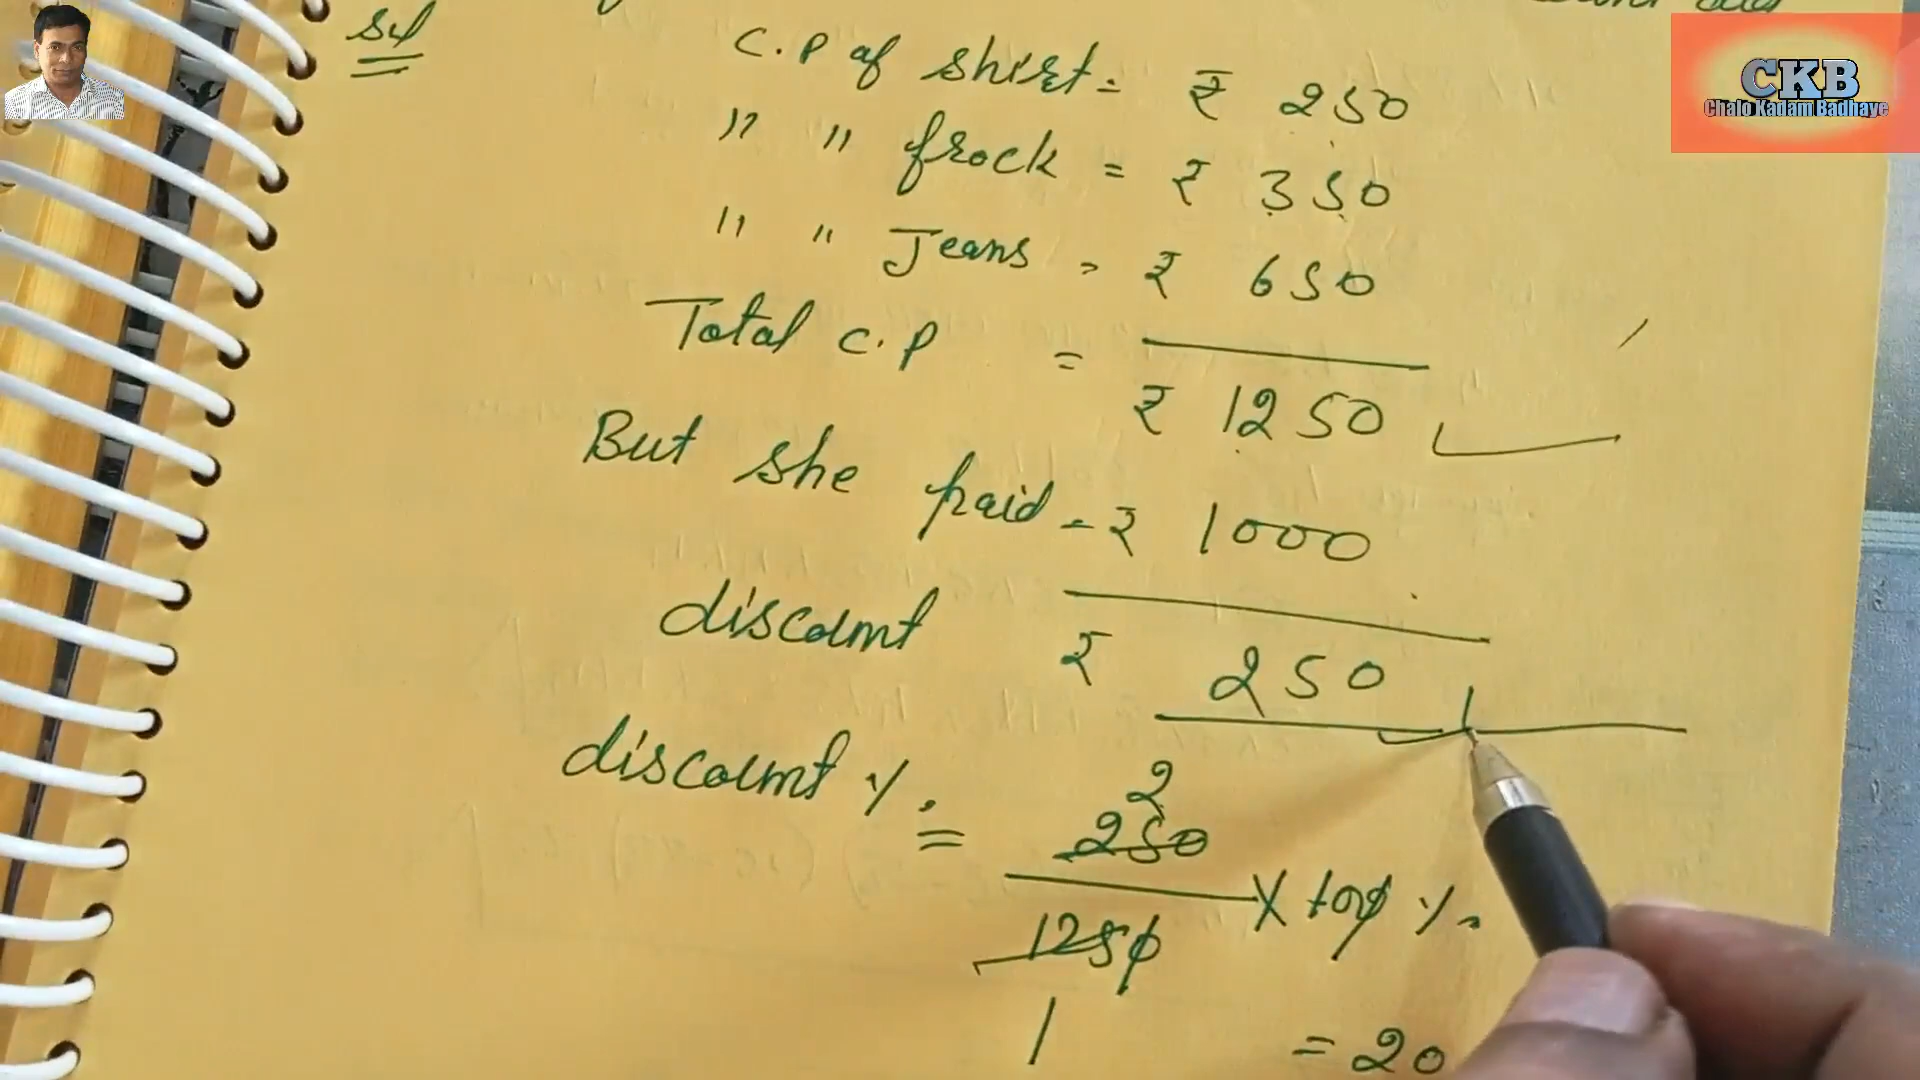 Sol
CKB
Chalo Kadam Badhaye
C.P of shirt = ₹ 250
" " frock = ₹ 350
" " Jeans = ₹ 650
Total C.P = ₹ 1250
But she paid = ₹ 1000
discount ₹ 250
discount % =
2
250
1250
× 100 %
1
= 20